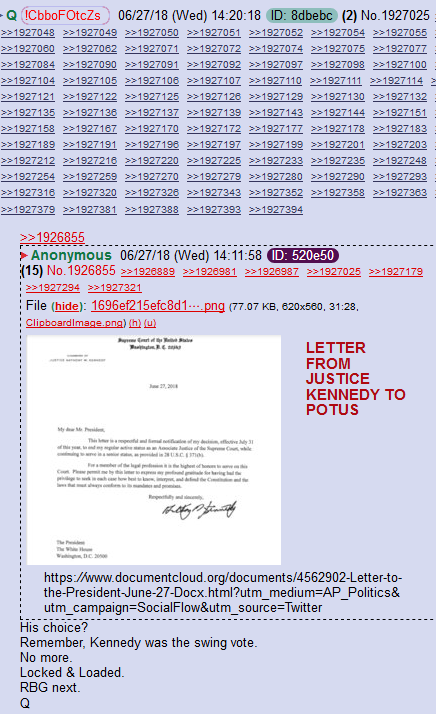 Q !CbboFOtcZs 06/27/18 (Wed) 14:20:18 ID: 8dbebc (2) No.1927025
>>1927048 >>1927049 >>1927050 >>1927051 >>1927052 >>1927054 >>1927055
>>1927060 >>1927062 >>1927071 >>1927072 >>1927074 >>1927075 >>1927077
>>1927084 >>1927090 >>1927091 >>1927092 >>1927097 >>1927098 >>1927100
>>1927104 >>1927105 >>1927106 >>1927107 >>1927110 >>1927111 >>1927114
>>1927121 >>1927122 >>1927125 >>1927126 >>1927129 >>1927130 >>1927132
>>1927135 >>1927136 >>1927137 >>1927139 >>1927142 >>1927144 >>1927151
>>1927158 >>1927167 >>1927170 >>1927172 >>1927177 >>1927178 >>1927183
>>1927189 >>1927191 >>1927196 >>1927197 >>1927199 >>1927201 >>1927203
>>1927212 >>1927216 >>1927220 >>1927225 >>1927233 >>1927235 >>1927248
>>1927254 >>1927259 >>1927270 >>1927279 >>1927280 >>1927290 >>1927293
>>1927316 >>1927320 >>1927326 >>1927343 >>1927352 >>1927358 >>1927363
>>1927379 >>1927381 >>1927388 >>1927393 >>1927394
>>1926855
Anonymous 06/27/18 (Wed) 14:11:58 ID: 520e50
(15) No.1926855 >>1926889 >>1926981 >>1926987 >>1927025 >>1927179
>>1927294 >>1927321
File (hide): 1696ef215efc8d1⋯.png (77.07 KB, 620x560, 31:28,
ClipboardImage.png) (h) (u)
Supreme Court of the United States
Washington, D. C. 20543
CHAMBERS OF
JUSTICE ANTHONY M. KENNEDY
June 27, 2018
My dear Mr. President,
This letter is a respectful and formal notification of my decision, effective July 31
of this year, to end my regular active status as an Associate Justice of the Supreme Court, while
continuing to serve in a senior status, as provided in 28 U.S.C. § 371(b).
For a member of the legal profession it is the highest of honors to serve on this
Court. Please permit me by this letter to express my profound gratitude for having had the
privilege to seek in each case how best to know, interpret, and defend the Constitution and the
laws that must always conform to its mandates and promises.
Respectfully and sincerely,
The President
The White House
Washington, D.C. 20500
LETTER
FROM
JUSTICE
KENNEDY TO
POTUS
https://www.documentcloud.org/documents/4562902-Letter-to-
the-President-June-27-Docx.html?utm_medium=AP_Politics&
utm_campaign=SocialFlow&utm_source=Twitter
His choice?
Remember, Kennedy was the swing vote.
No more.
Locked & Loaded.
RBG next.
Q